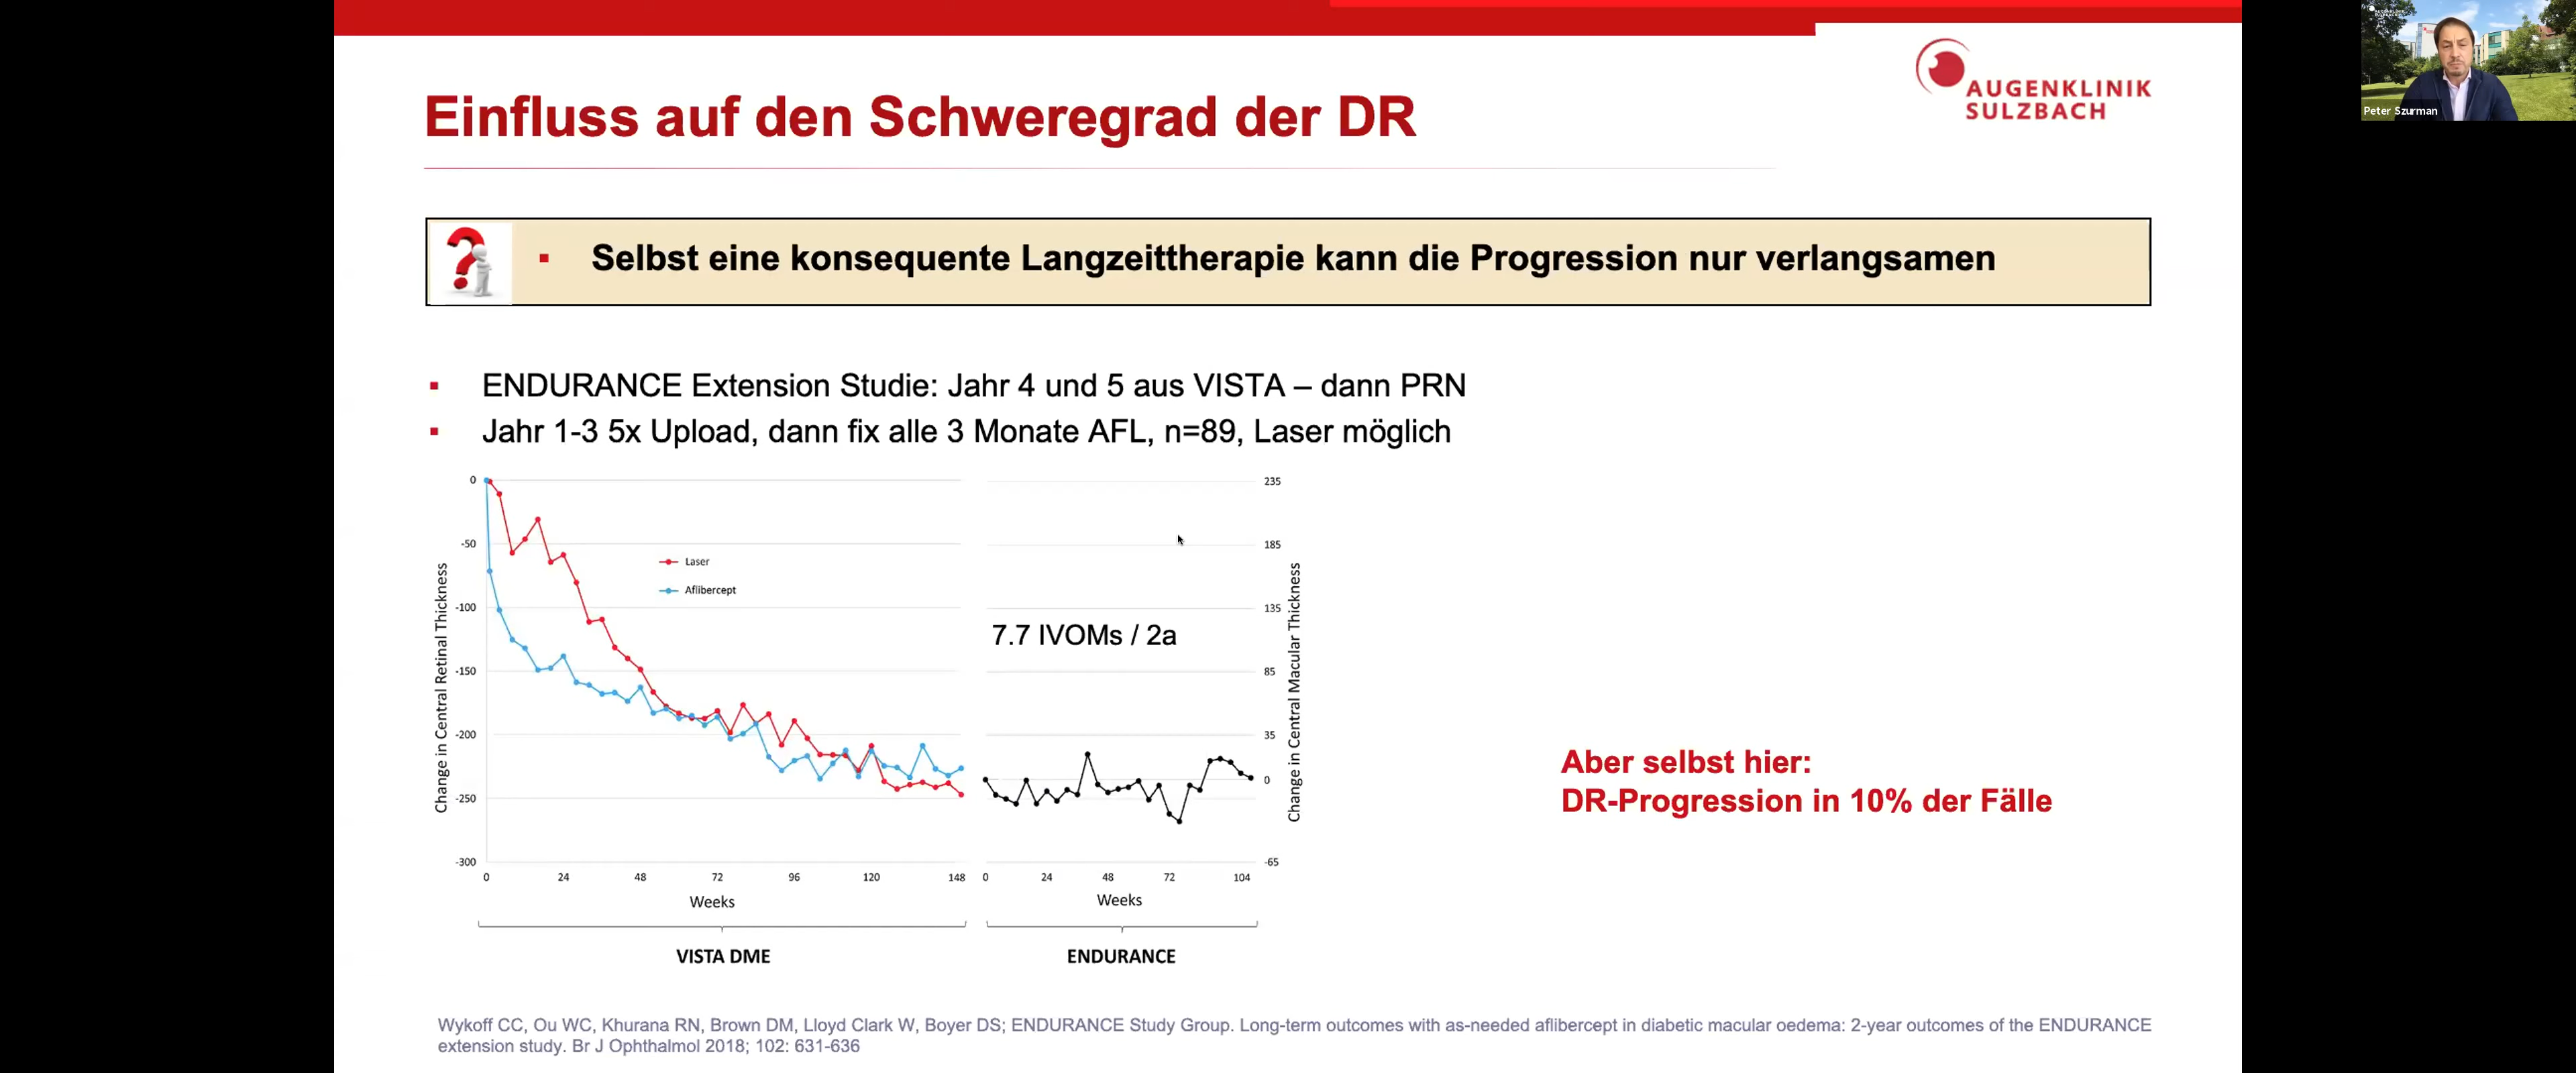 Einfluss auf den Schweregrad der DR
AUGENKLINIK
SULZBACH
Peter Szurman
Selbst eine konsequente Langzeittherapie kann die Progression nur verlangsamen
ENDURANCE Extension Studie: Jahr 4 und 5 aus VISTA – dann PRN
Jahr 1-3 5x Upload, dann fix alle 3 Monate AFL, n=89, Laser möglich
Change in Central Retinal Thickness
0
-50
-100
-150
-200
-250
-300
Laser
Aflibercept
0 24 48 72 96 120 148
Weeks
VISTA DME
7.7 IVOMs / 2a
235
185
135
85
35
0
-65
Change in Central Macular Thickness
0 24 48 72 104
Weeks
ENDURANCE
Aber selbst hier:
DR-Progression in 10% der Fälle
Wykoff CC, Ou WC, Khurana RN, Brown DM, Lloyd Clark W, Boyer DS; ENDURANCE Study Group. Long-term outcomes with as-needed aflibercept in diabetic macular oedema: 2-year outcomes of the ENDURANCE
extension study. Br J Ophthalmol 2018; 102: 631-636